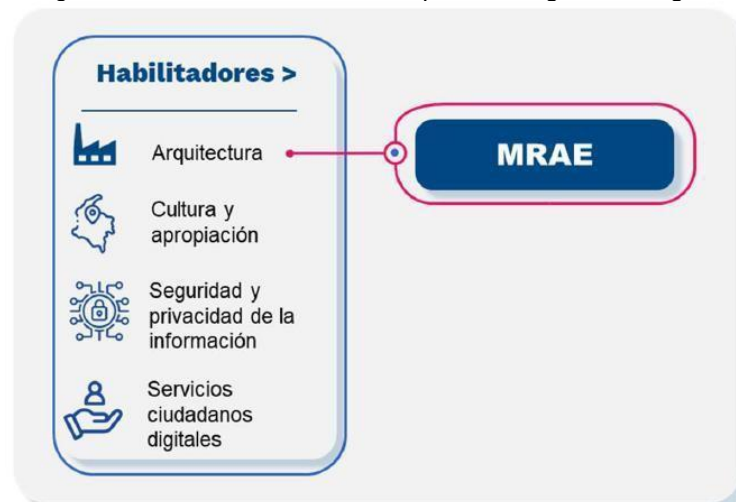 Habilitadores >
Arquitectura
MRAE
Cultura y
apropiación
Seguridad y
privacidad de la
información
Servicios
ciudadanos
digitales